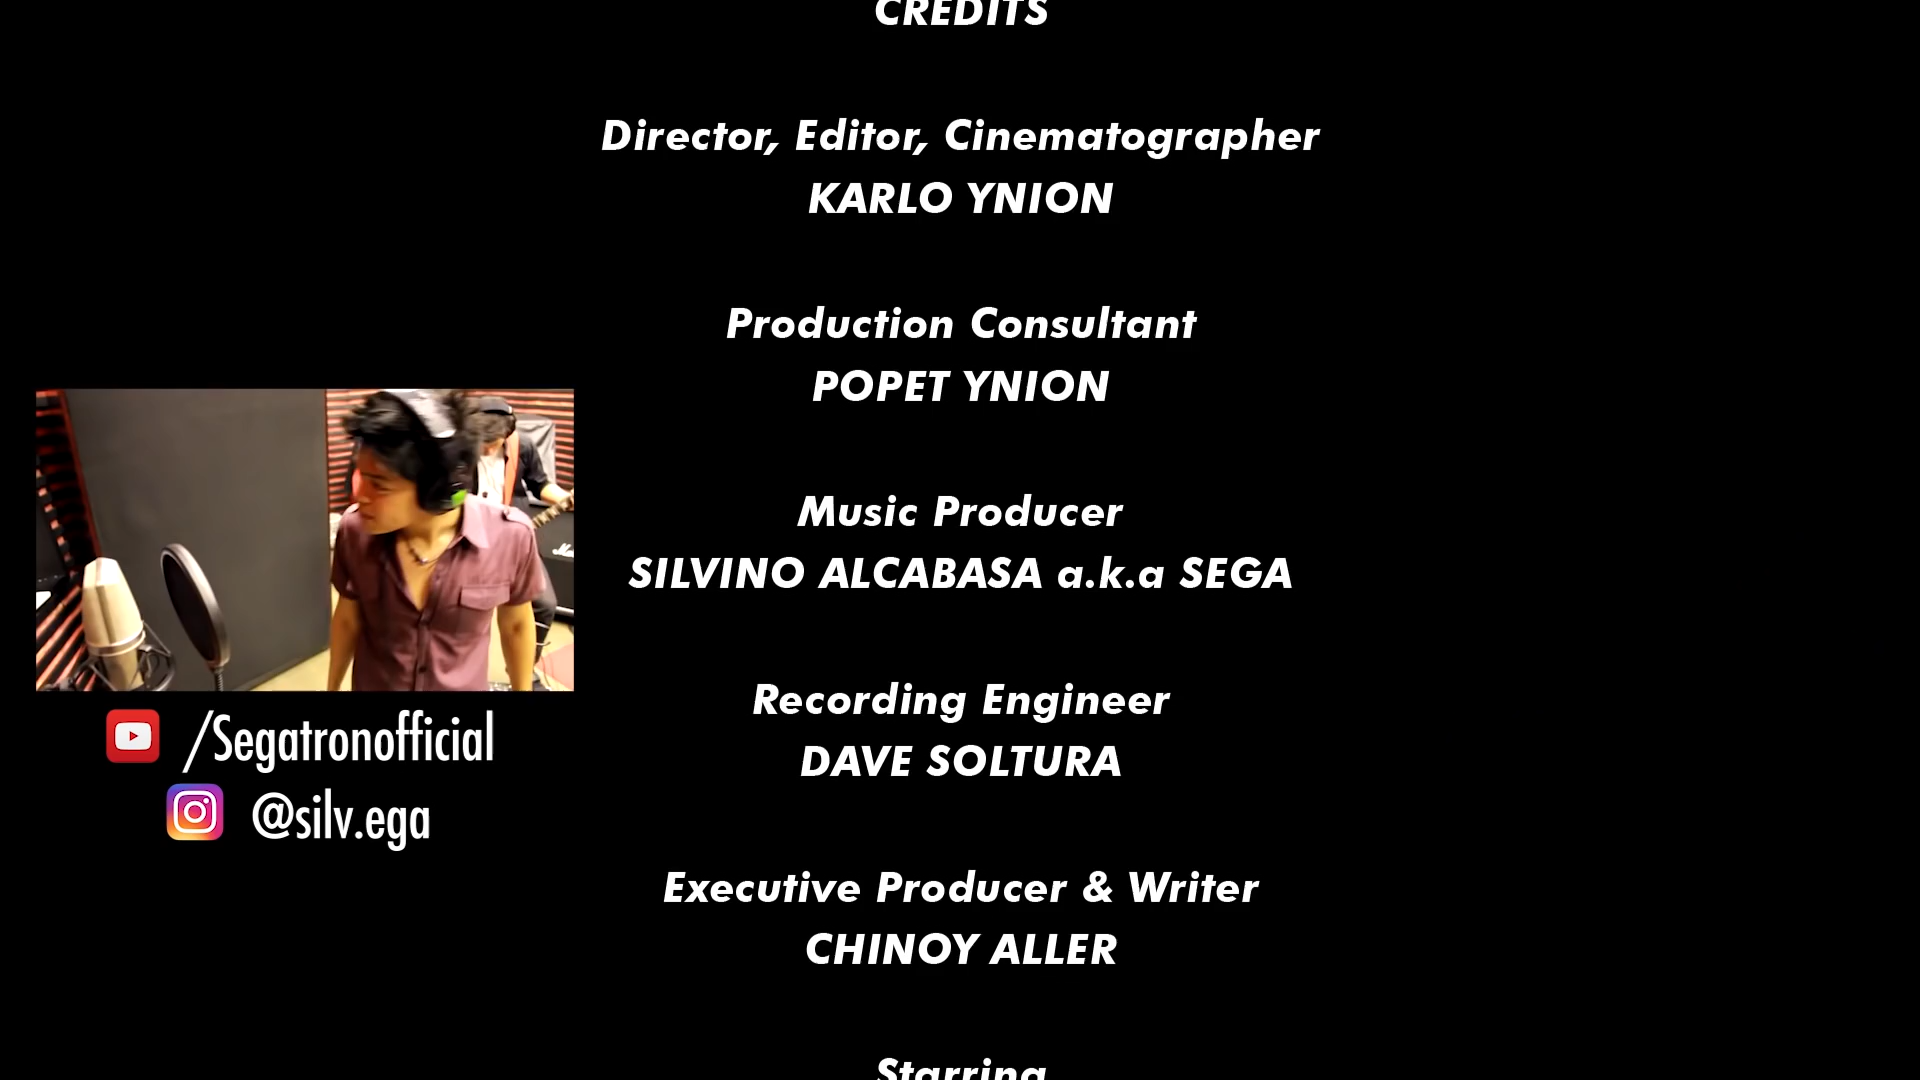 CREDITS
Director, Editor, Cinematographer
KARLO YNION
Production Consultant
POPET YNION
Music Producer
SILVINO ALCABASA a.k.a SEGA
Recording Engineer
DAVE SOLTURA
Executive Producer & Writer
CHINOY ALLER
Starring
/Segatronofficial
@silv.ega